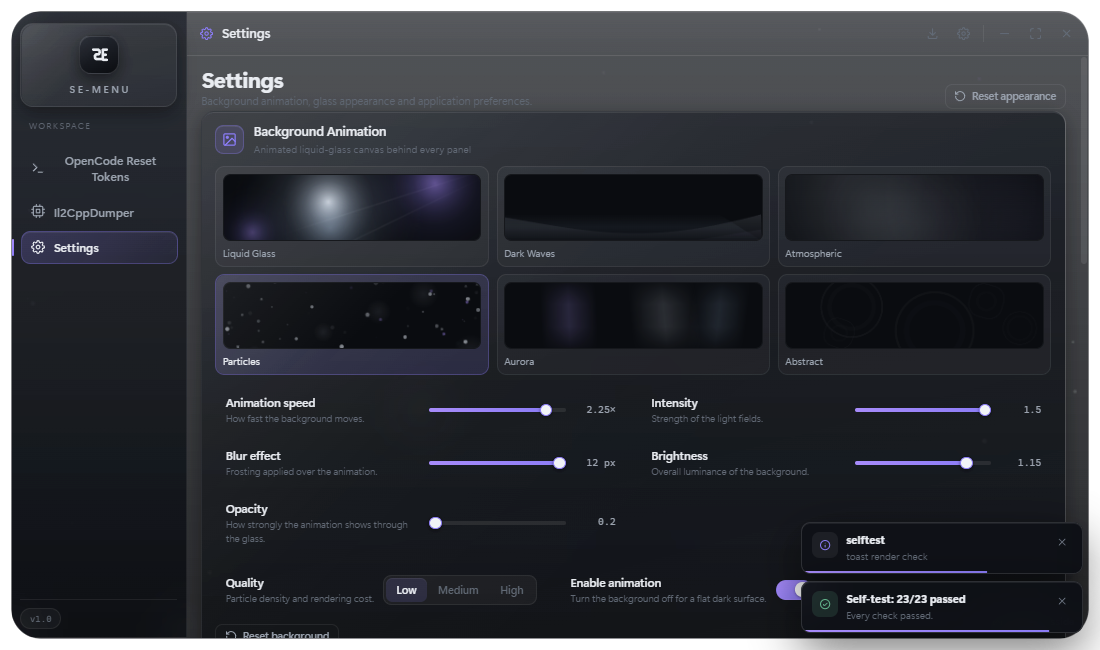 SE
SE-MENU
WORKSPACE
OpenCode Reset
Tokens
Il2CppDumper
Settings
v1.0
Settings
Settings
Background animation, glass appearance and application preferences.
Reset appearance
Background Animation
Animated liquid-glass canvas behind every panel
Liquid Glass
Dark Waves
Atmospheric
Particles
Aurora
Abstract
Animation speed
How fast the background moves.
2.25×
Intensity
Strength of the light fields.
1.5
Blur effect
Frosting applied over the animation.
12 px
Brightness
Overall luminance of the background.
1.15
Opacity
How strongly the animation shows through
the glass.
0.2
Quality
Particle density and rendering cost.
Low
Medium
High
Enable animation
Turn the background off for a flat dark surface.
Reset background
selftest
toast render check
Self-test: 23/23 passed
Every check passed.